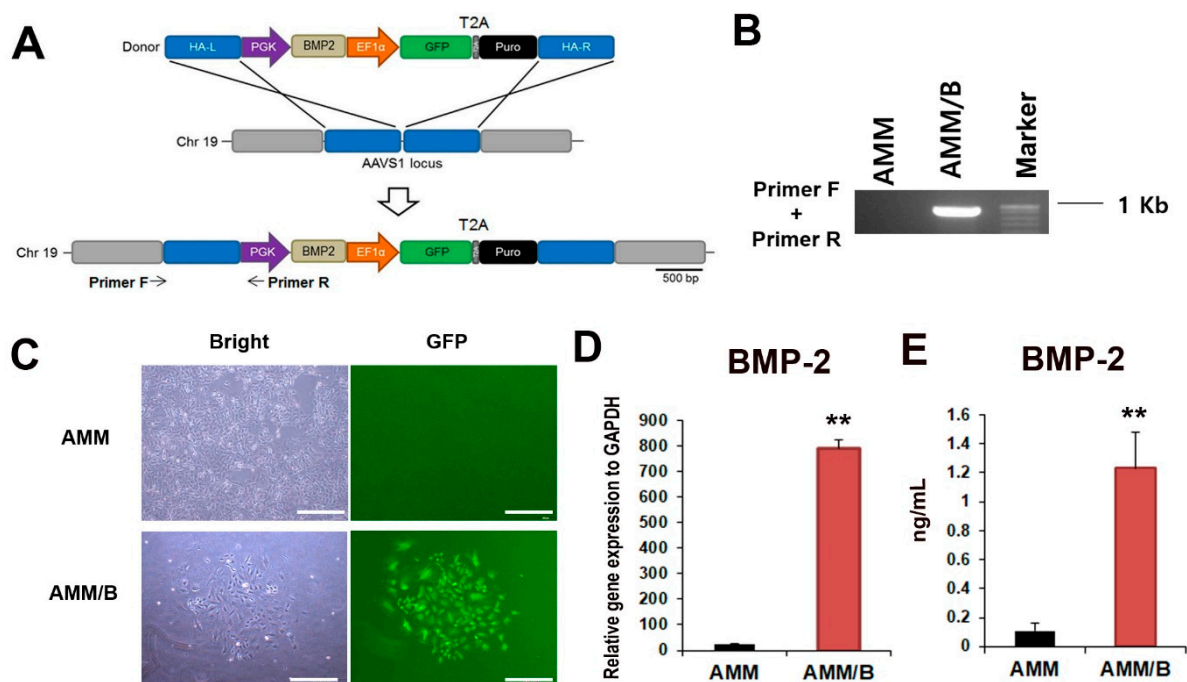 A
T2A
Donor
HA-L
PGK
BMP2
EF1α
GFP
Puro
HA-R
Chr 19
AAVS1 locus
T2A
Chr 19
PGK
BMP2
EF1α
GFP
Puro
Primer F
Primer R
500 bp
B
AMM
AMM/B
Marker
Primer F
+
Primer R
1 Kb
C
Bright
GFP
AMM
AMM/B
D
BMP-2
Relative gene expression to GAPDH
900
800
700
600
500
400
300
200
100
0
**
AMM
AMM/B
E
BMP-2
ng/mL
1.6
1.4
1.2
1
0.8
0.6
0.4
0.2
0
**
AMM
AMM/B